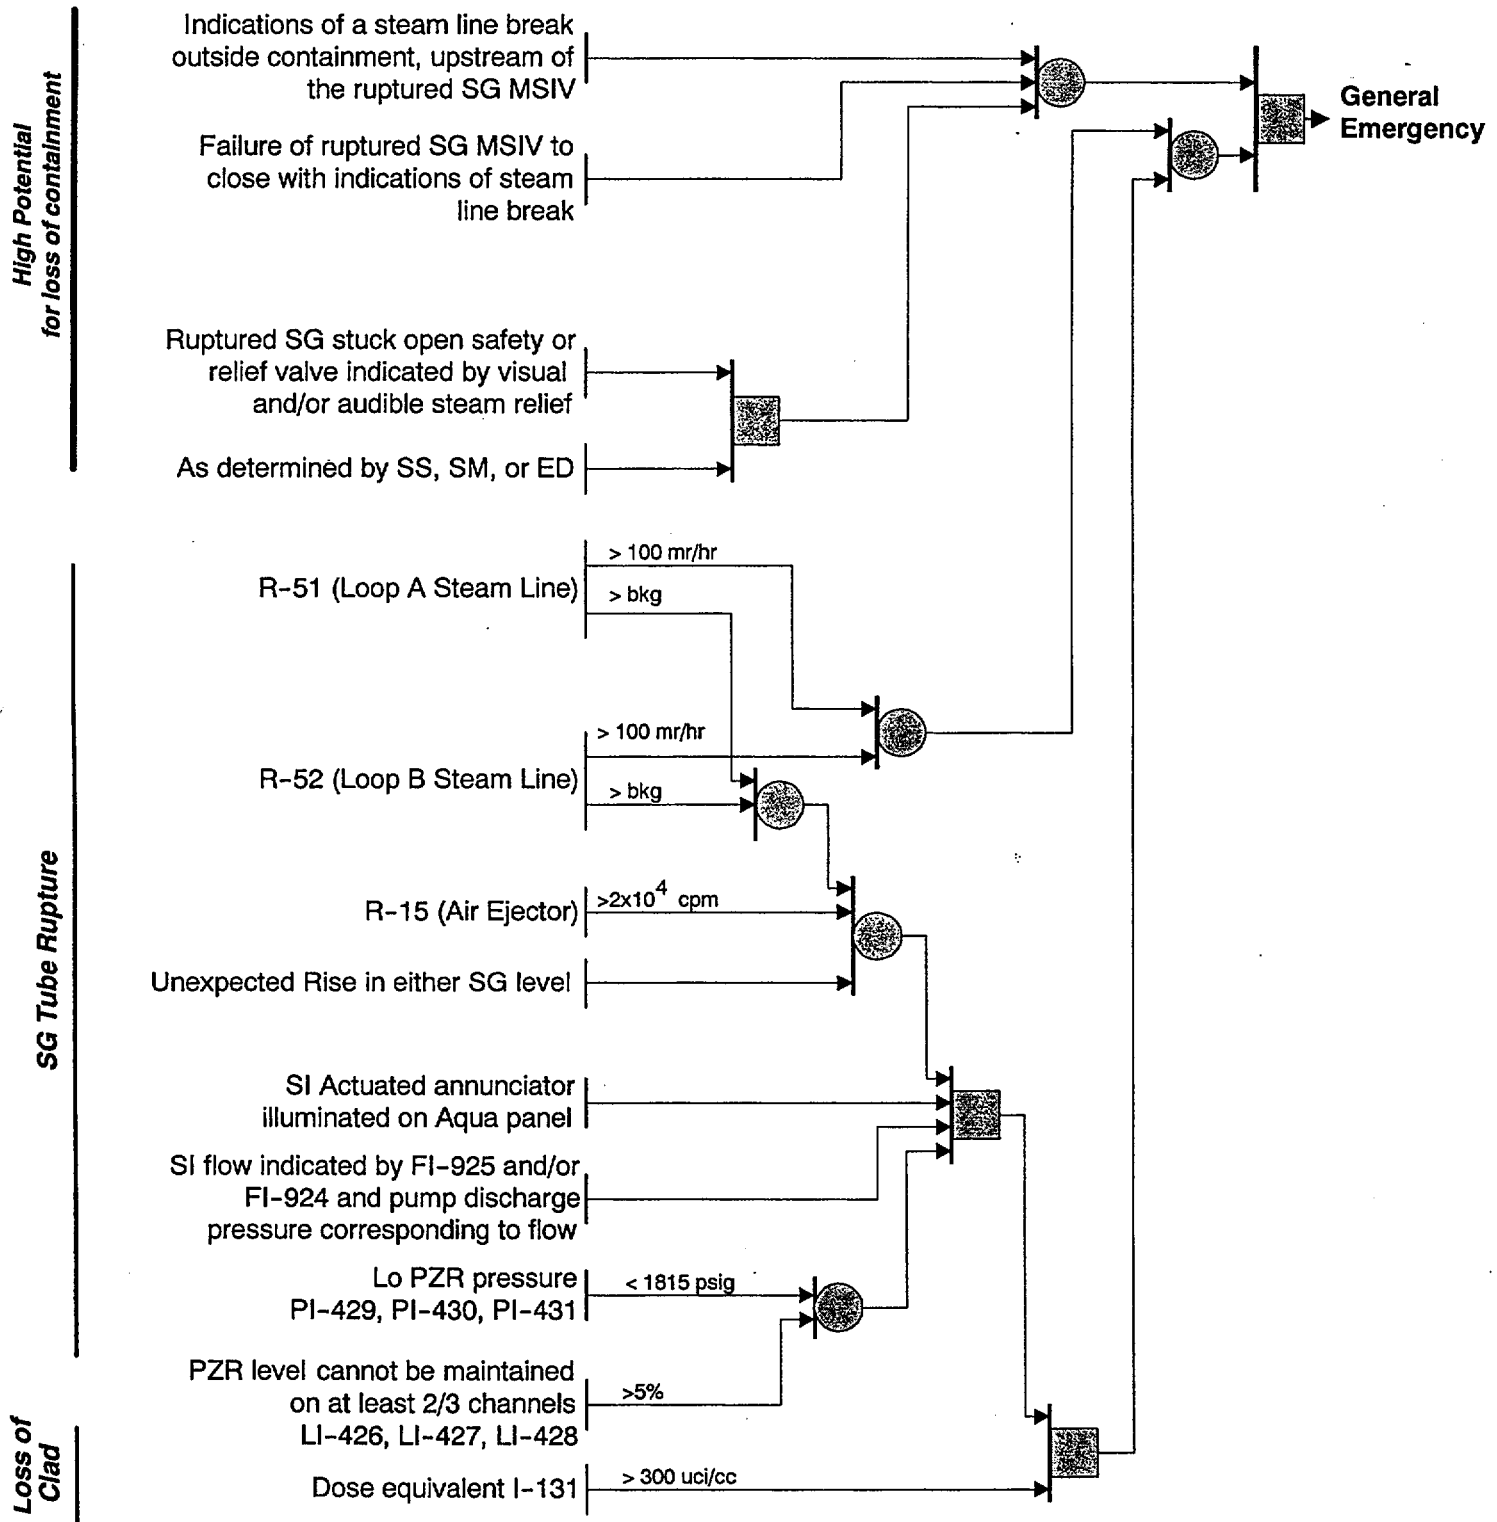 High Potential
for loss of containment
Indications of a steam line break
outside containment, upstream of
the ruptured SG MSIV
Failure of ruptured SG MSIV to
close with indications of steam
line break
Ruptured SG stuck open safety or
relief valve indicated by visual
and/or audible steam relief
As determined by SS, SM, or ED
General
Emergency
SG Tube Rupture
R-51 (Loop A Steam Line)
> 100 mr/hr
> bkg
R-52 (Loop B Steam Line)
> 100 mr/hr
> bkg
R-15 (Air Ejector)
>2x10⁴ cpm
Unexpected Rise in either SG level
SI Actuated annunciator
illuminated on Aqua panel
SI flow indicated by FI-925 and/or
FI-924 and pump discharge
pressure corresponding to flow
Lo PZR pressure
PI-429, PI-430, PI-431
< 1815 psig
PZR level cannot be maintained
on at least 2/3 channels
LI-426, LI-427, LI-428
>5%
Loss of
Clad
Dose equivalent I-131
> 300 uci/cc